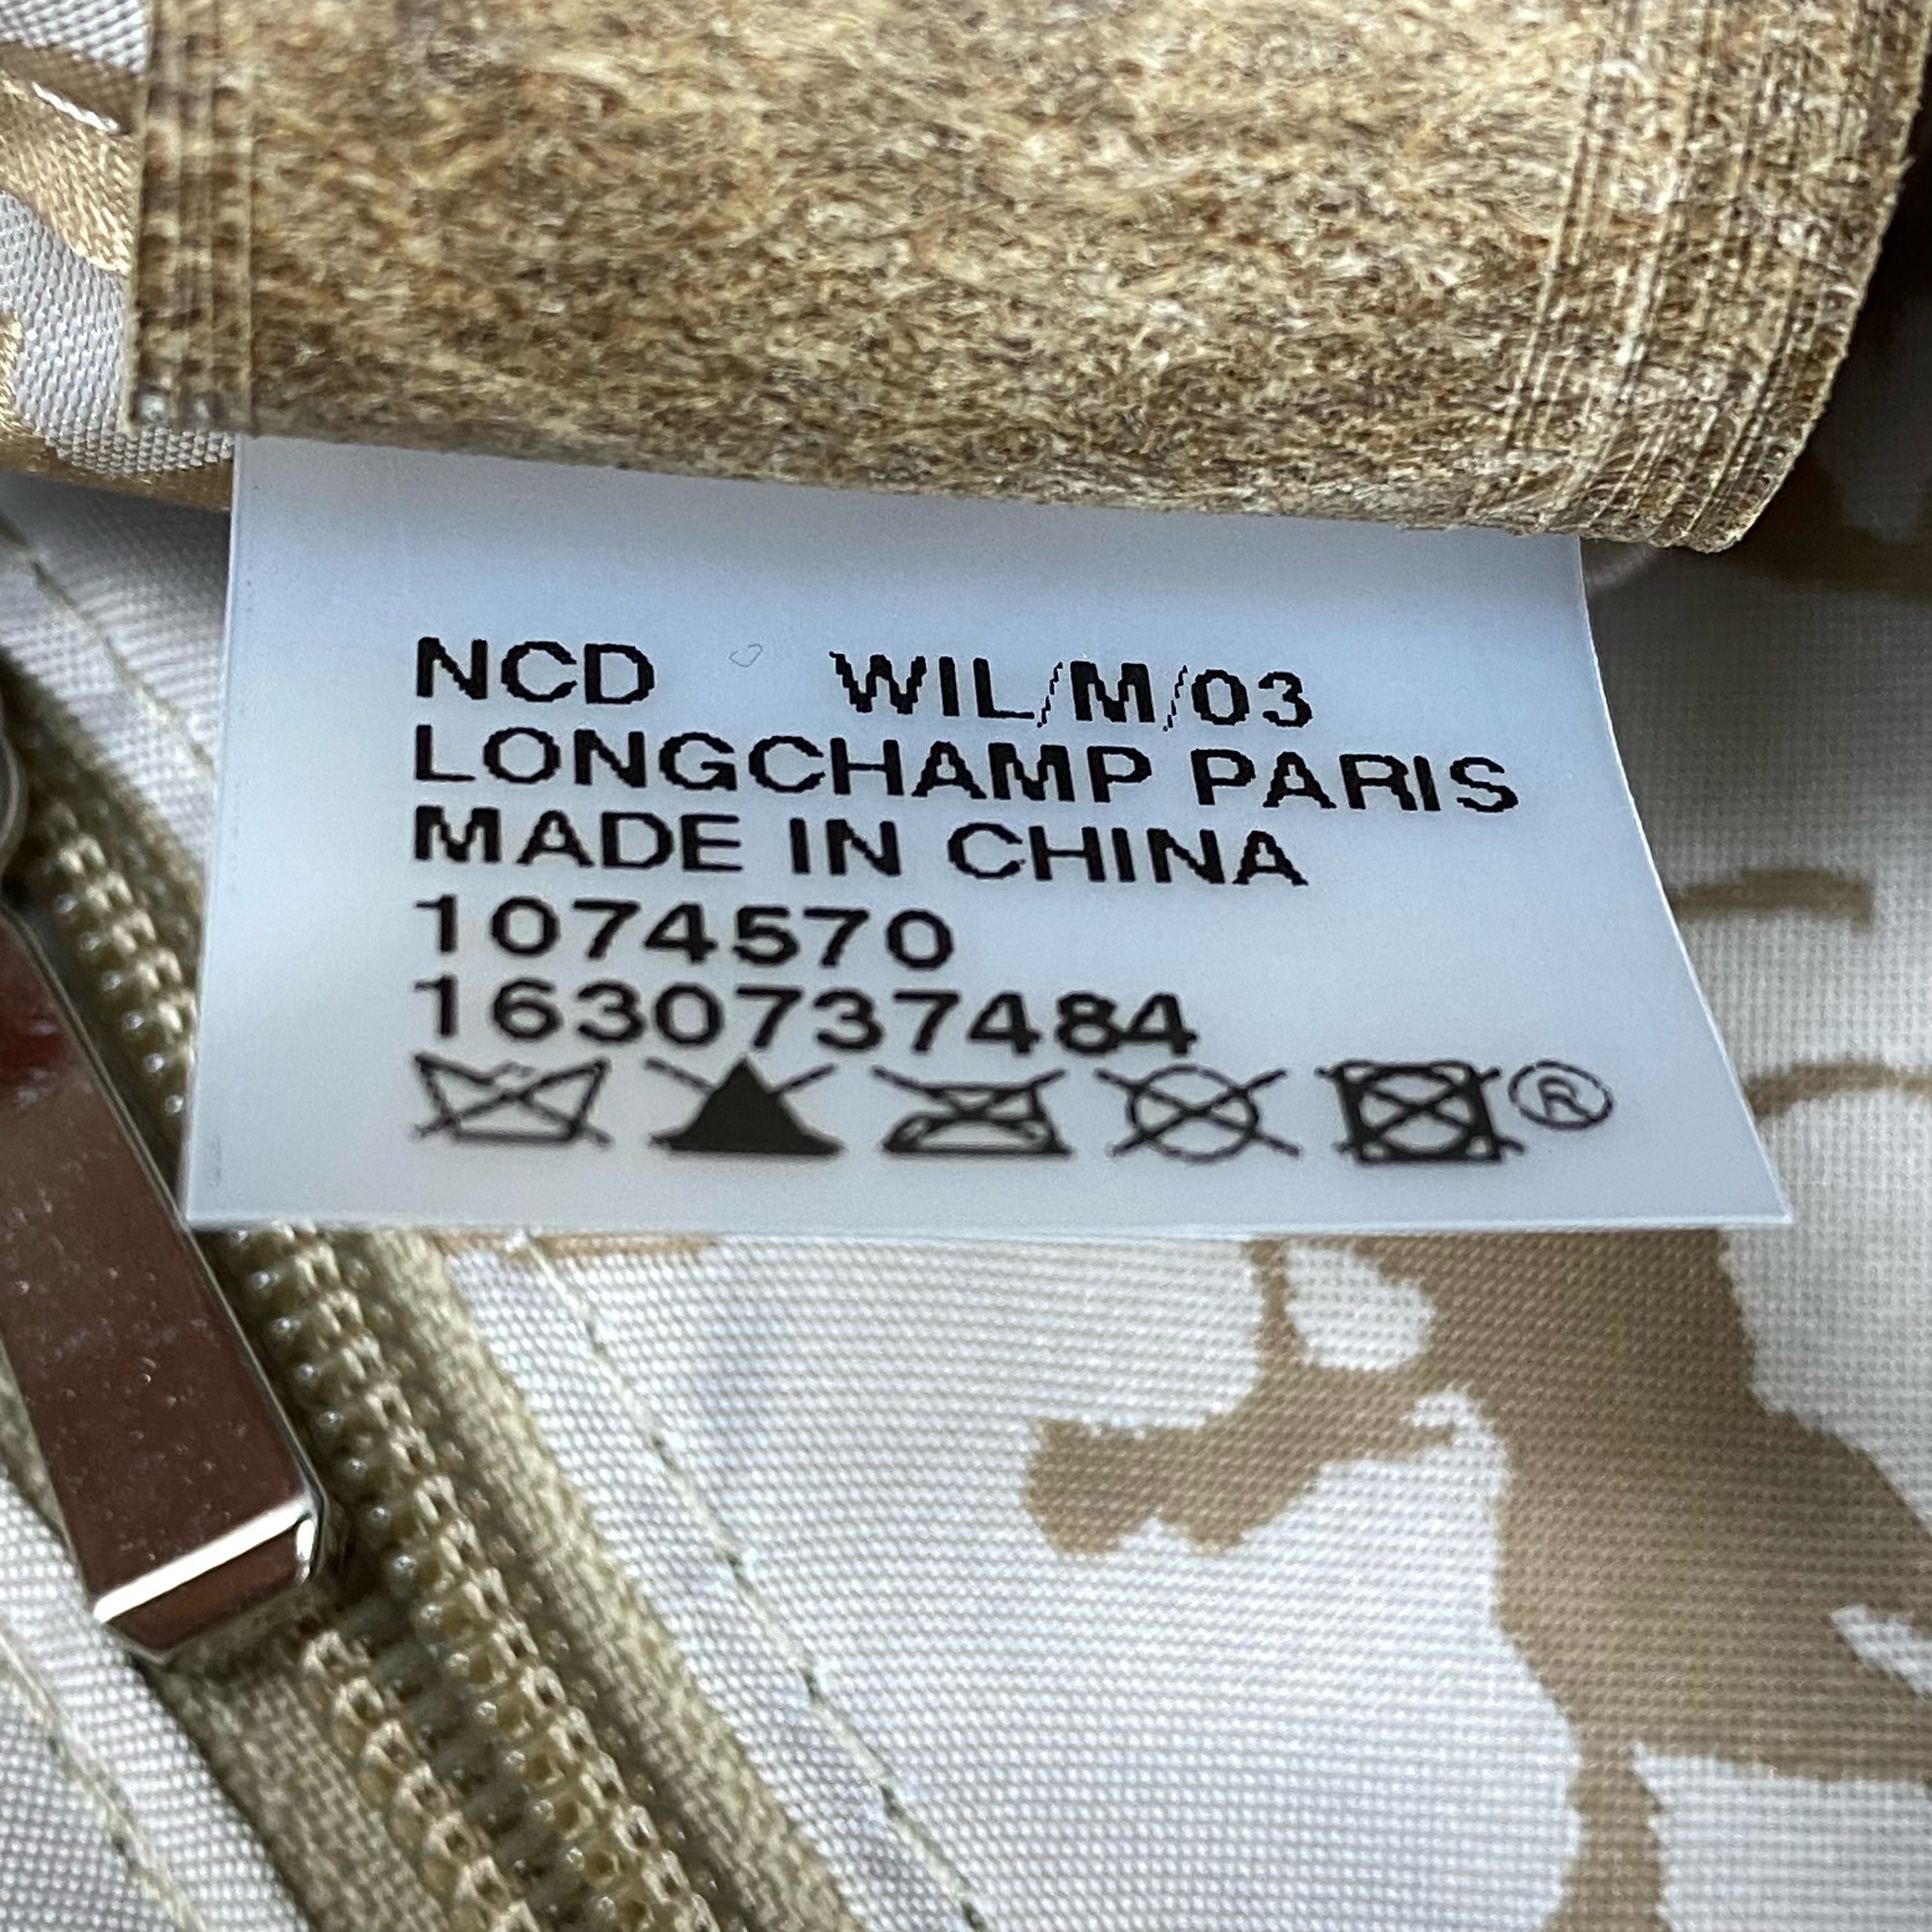 NCD WIL/M/03
LONGCHAMP PARIS
MADE IN CHINA
1074570
1630737484
®